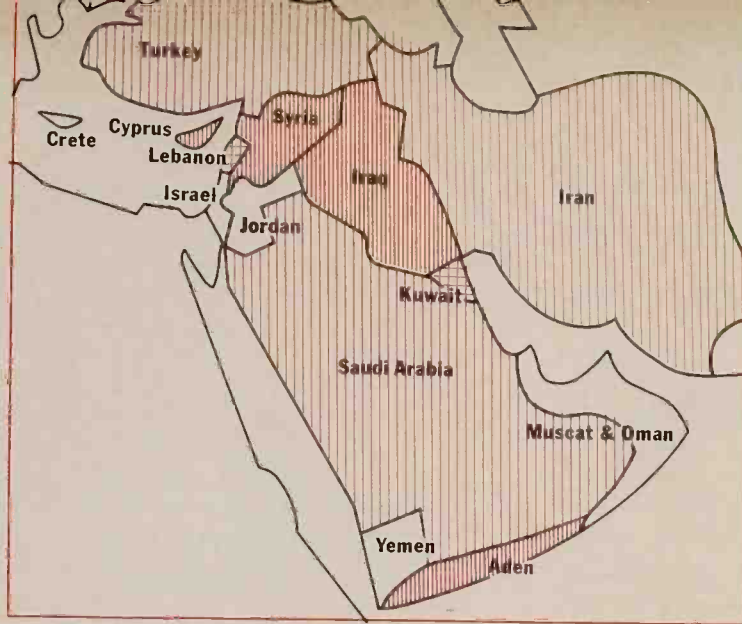 Turkey
Syria
Cyprus
Crete
Lebanon
Iraq
Israel
Iran
Jordan
Kuwait
Saudi Arabia
Muscat & Oman
Yemen
Aden